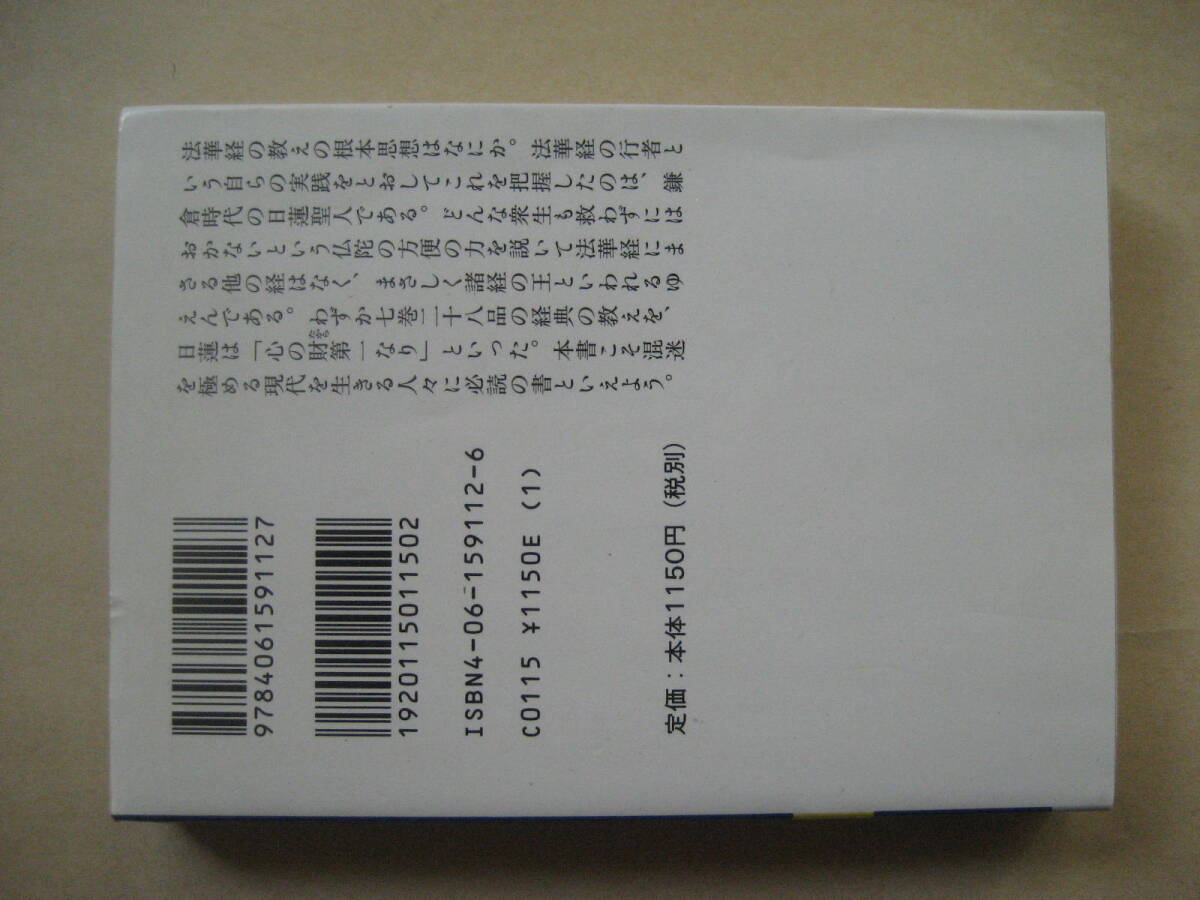 法華経の教えの根本思想はなにか。法華経の行者と
いう自らの実践をとおしてこれを把握したのは、鎌
倉時代の日蓮聖人である。どんな衆生も救わずには
おかないという仏陀の方便の力を説いて法華経にま
さる他の経はなく、まさしく諸経の王といわれるゆ
えんである。わずか七巻二十八品の経典の教えを、
日蓮は「心の財第一なり」といった。本書こそ混迷
を極める現代を生きる人々に必読の書といえよう。
9784061591127
1920115011502
ISBN4-06-159112-6
C0115 ¥1150E (1)
定価：本体1150円（税別）